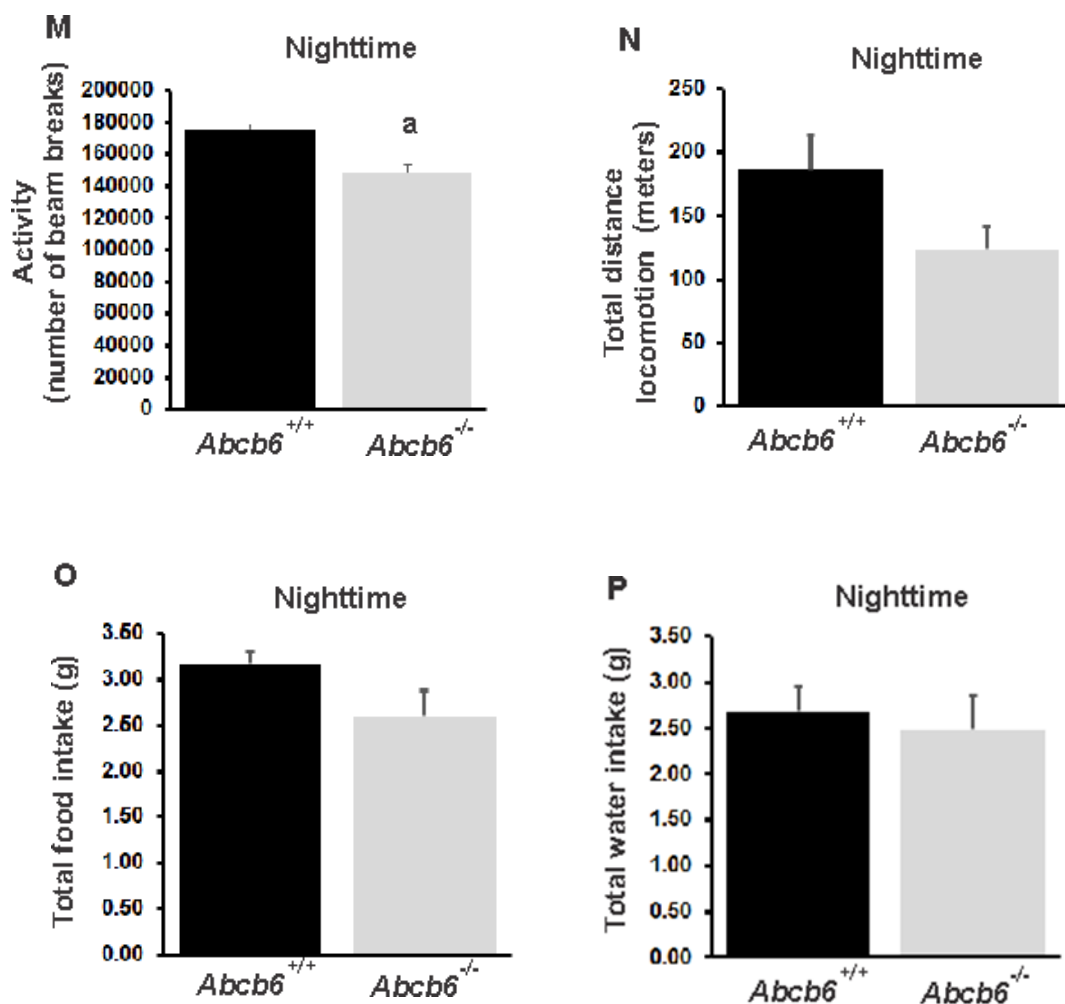 M
Nighttime
Activity
(number of beam breaks)
200000
180000
160000
140000
120000
100000
80000
60000
40000
20000
0
a
Abcb6+/+
Abcb6-/-
N
Nighttime
Total distance
locomotion (meters)
250
200
150
100
50
0
Abcb6+/+
Abcb6-/-
O
Nighttime
Total food intake (g)
3.50
3.00
2.50
2.00
1.50
1.00
0.50
0.00
Abcb6+/+
Abcb6-/-
P
Nighttime
Total water intake (g)
3.50
3.00
2.50
2.00
1.50
1.00
0.50
0.00
Abcb6+/+
Abcb6-/-